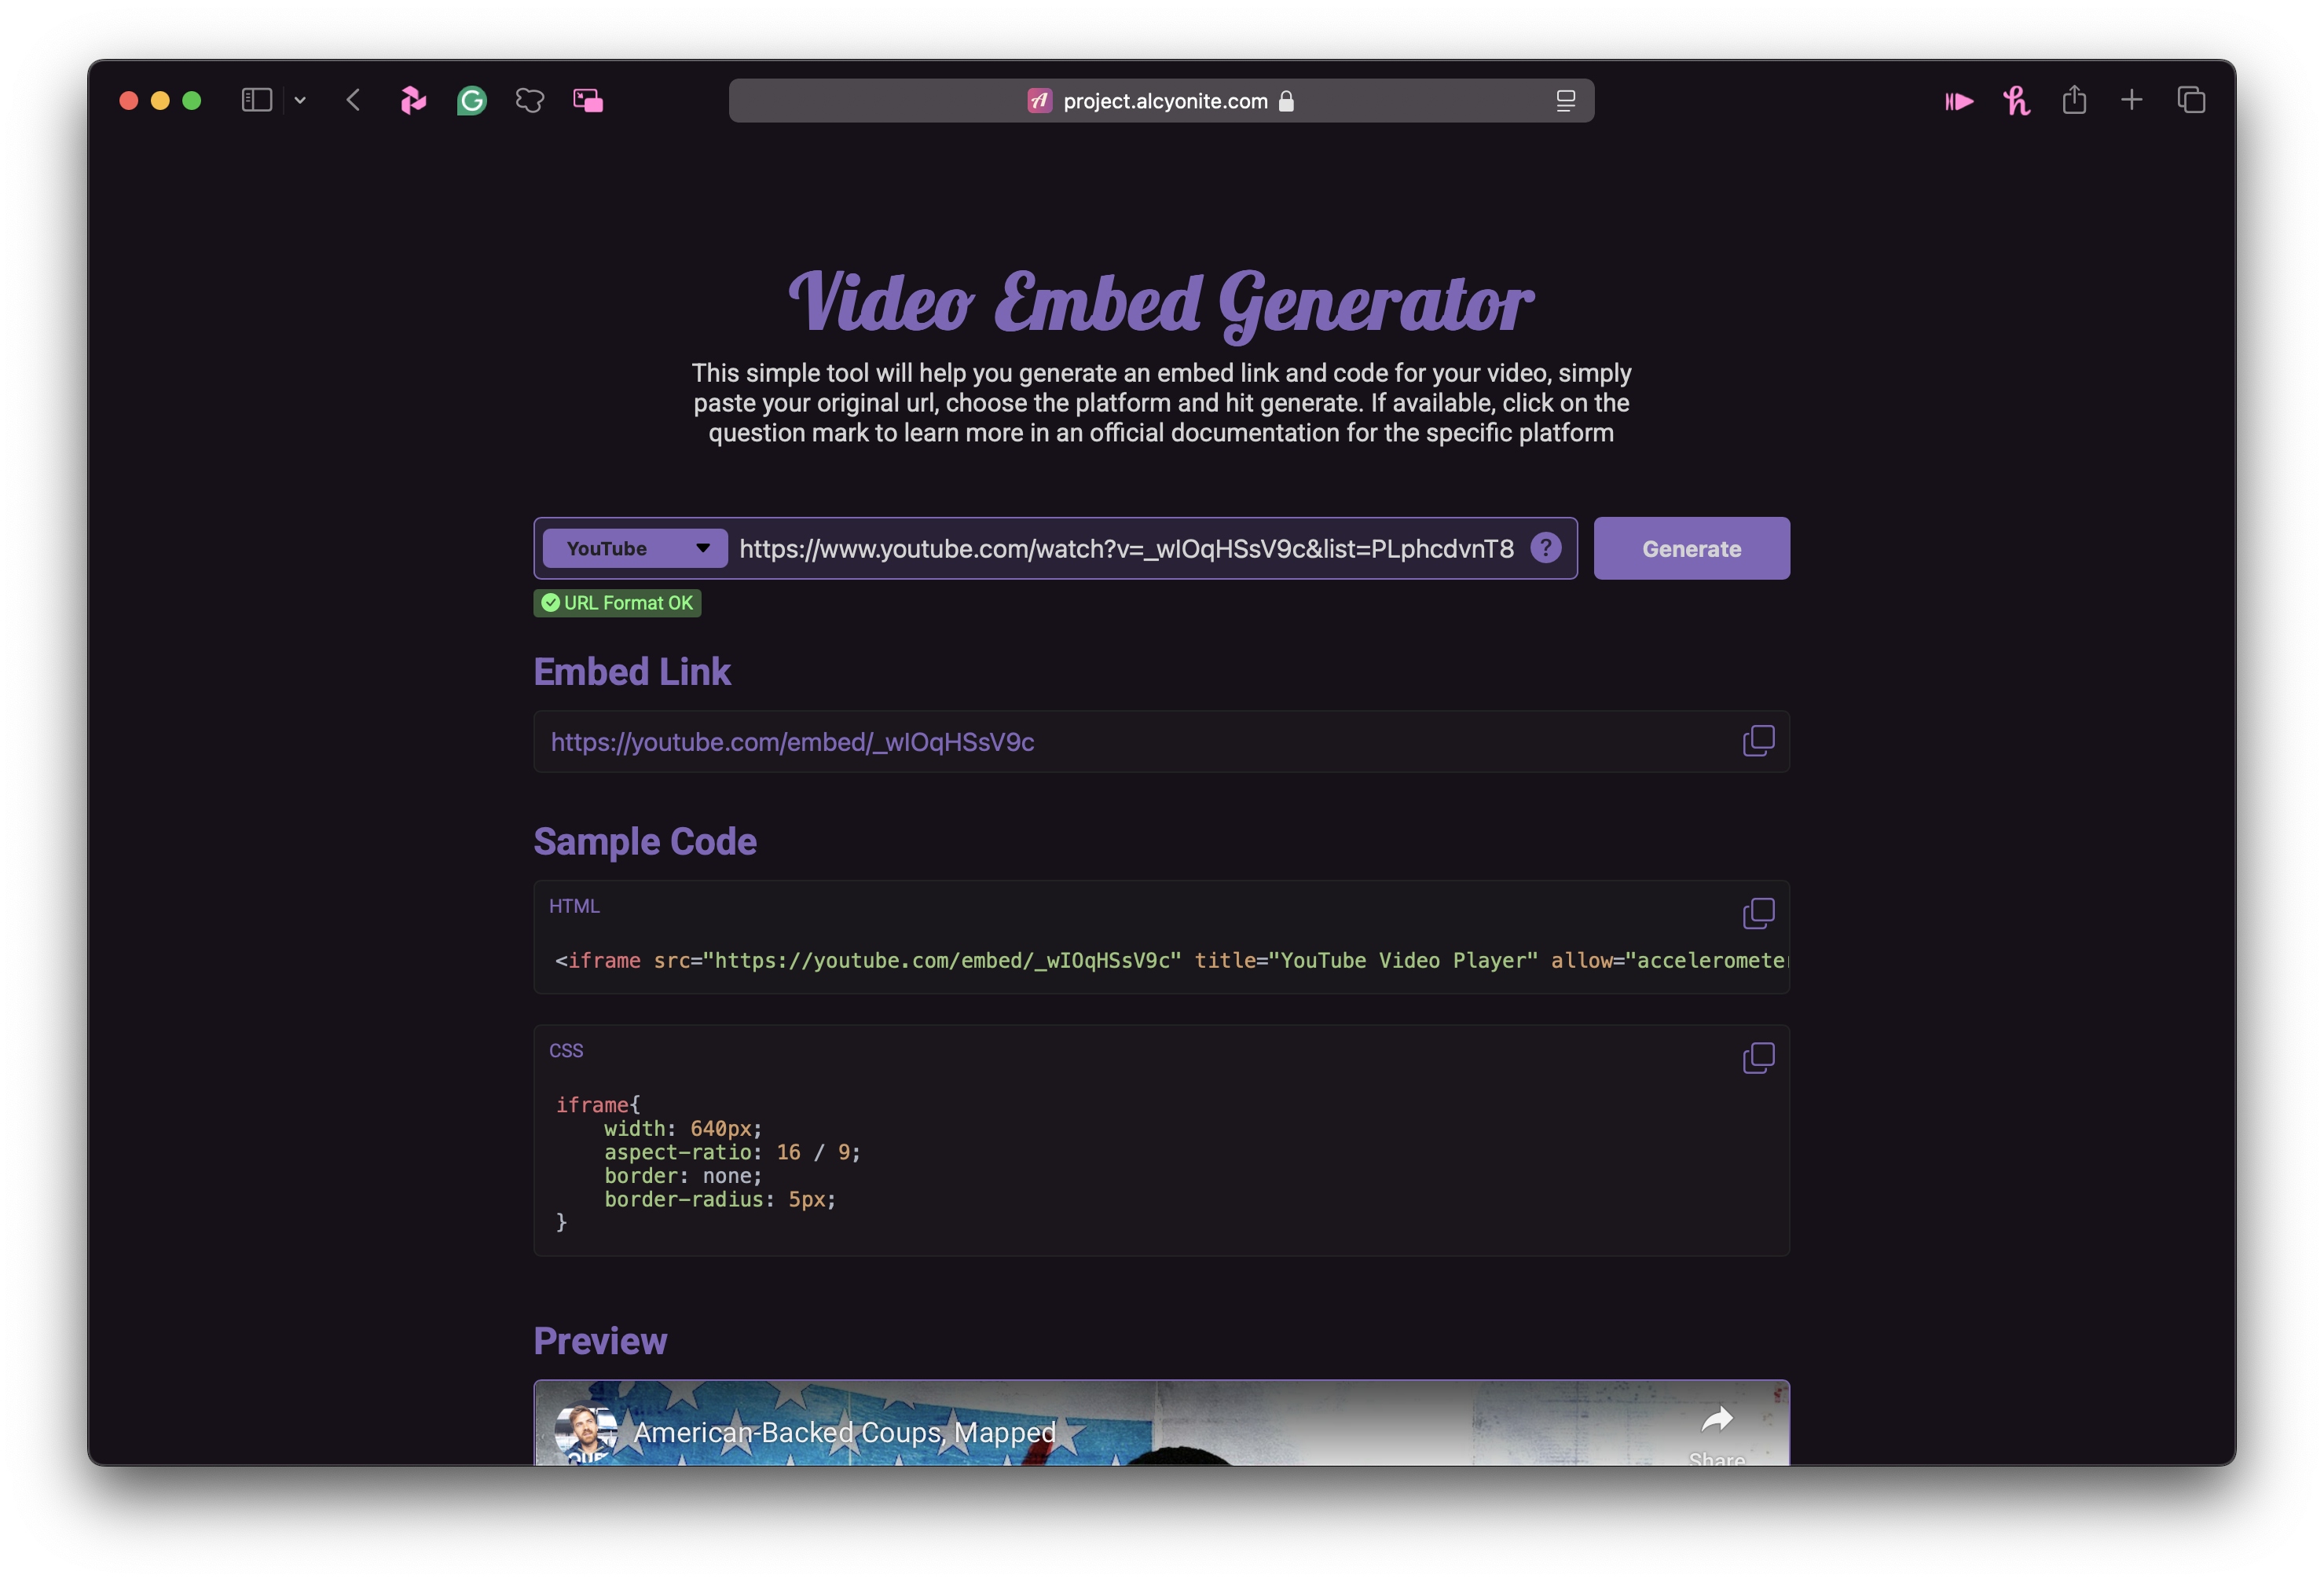 project.alcyonite.com
Video Embed Generator
This simple tool will help you generate an embed link and code for your video, simply
paste your original url, choose the platform and hit generate. If available, click on the
question mark to learn more in an official documentation for the specific platform
YouTube https://www.youtube.com/watch?v=_wIOqHSsV9c&list=PLphcdvnT8 ? Generate
URL Format OK
Embed Link
https://youtube.com/embed/_wIOqHSsV9c
Sample Code
HTML
<iframe src="https://youtube.com/embed/_wIOqHSsV9c" title="YouTube Video Player" allow="accelerometer
CSS
iframe{
    width: 640px;
    aspect-ratio: 16 / 9;
    border: none;
    border-radius: 5px;
}
Preview
American-Backed Coups, Mapped
Share